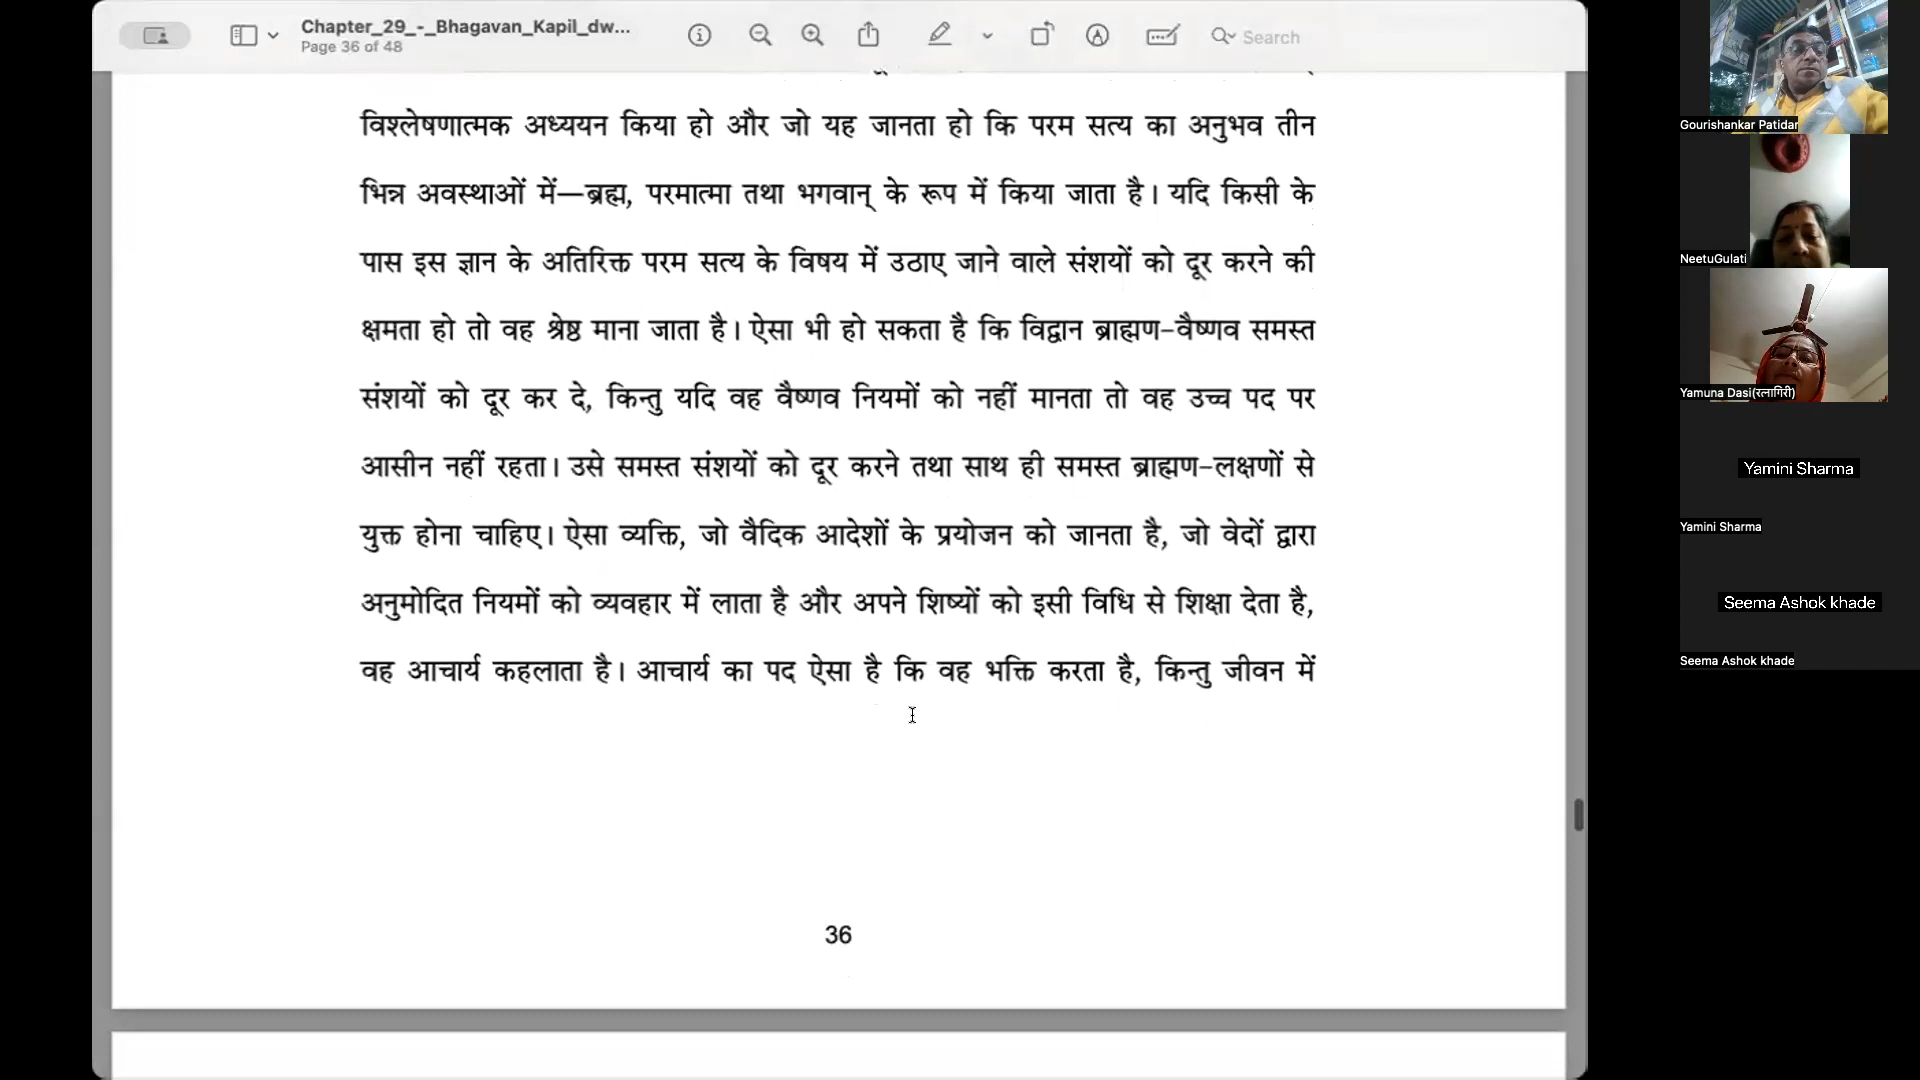 Chapter_29_-_Bhagavan_Kapil_dw...
Page 36 of 48
Search
विश्लेषणात्मक अध्ययन किया हो और जो यह जानता हो कि परम सत्य का अनुभव तीन
भिन्न अवस्थाओं में—ब्रह्म, परमात्मा तथा भगवान् के रूप में किया जाता है। यदि किसी के
पास इस ज्ञान के अतिरिक्त परम सत्य के विषय में उठाए जाने वाले संशयों को दूर करने की
क्षमता हो तो वह श्रेष्ठ माना जाता है। ऐसा भी हो सकता है कि विद्वान ब्राह्मण-वैष्णव समस्त
संशयों को दूर कर दे, किन्तु यदि वह वैष्णव नियमों को नहीं मानता तो वह उच्च पद पर
आसीन नहीं रहता। उसे समस्त संशयों को दूर करने तथा साथ ही समस्त ब्राह्मण-लक्षणों से
युक्त होना चाहिए। ऐसा व्यक्ति, जो वैदिक आदेशों के प्रयोजन को जानता है, जो वेदों द्वारा
अनुमोदित नियमों को व्यवहार में लाता है और अपने शिष्यों को इसी विधि से शिक्षा देता है,
वह आचार्य कहलाता है। आचार्य का पद ऐसा है कि वह भक्ति करता है, किन्तु जीवन में
36
Gourishankar Patidar
NeetuGulati
Yamuna Dasi(रत्नागिरी)
Yamini Sharma
Yamini Sharma
Seema Ashok khade
Seema Ashok khade